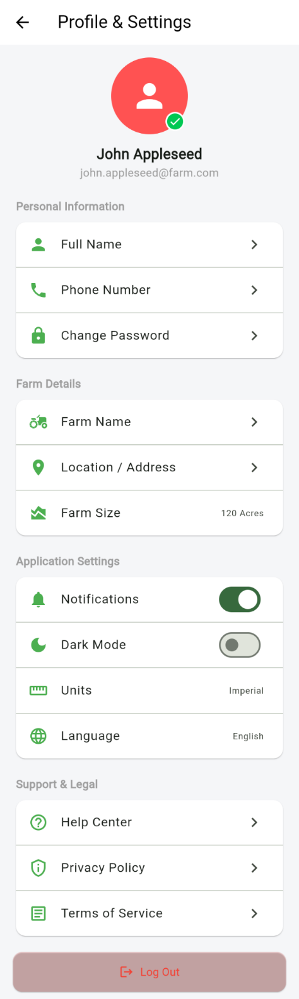 Profile & Settings
John Appleseed
john.appleseed@farm.com
Personal Information
Full Name
Phone Number
Change Password
Farm Details
Farm Name
Location / Address
Farm Size 120 Acres
Application Settings
Notifications
Dark Mode
Units Imperial
Language English
Support & Legal
Help Center
Privacy Policy
Terms of Service
Log Out